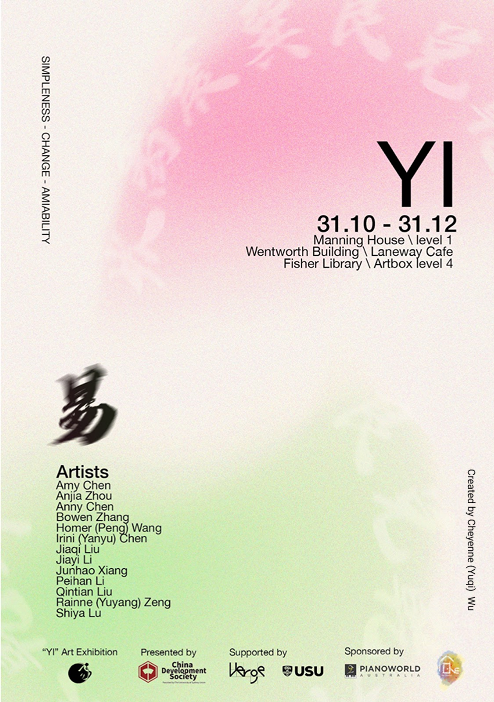 SIMPLENESS - CHANGE - AMIABILITY
YI
31.10 - 31.12
Manning House \ level 1
Wentworth Building \ Laneway Cafe
Fisher Library \ Artbox level 4
易
Artists
Amy Chen
Anjia Zhou
Anny Chen
Bowen Zhang
Homer (Peng) Wang
Irini (Yanyu) Chen
Jiaqi Liu
Jiayi Li
Junhao Xiang
Peihan Li
Qintian Liu
Rainne (Yuyang) Zeng
Shiya Lu
Created by Cheyenne (Yuqi) Wu
“YI” Art Exhibition
Presented by
China
Development
Society
Supported by
Verge
USU
Sponsored by
PIANOWORLD
AUSTRALIA